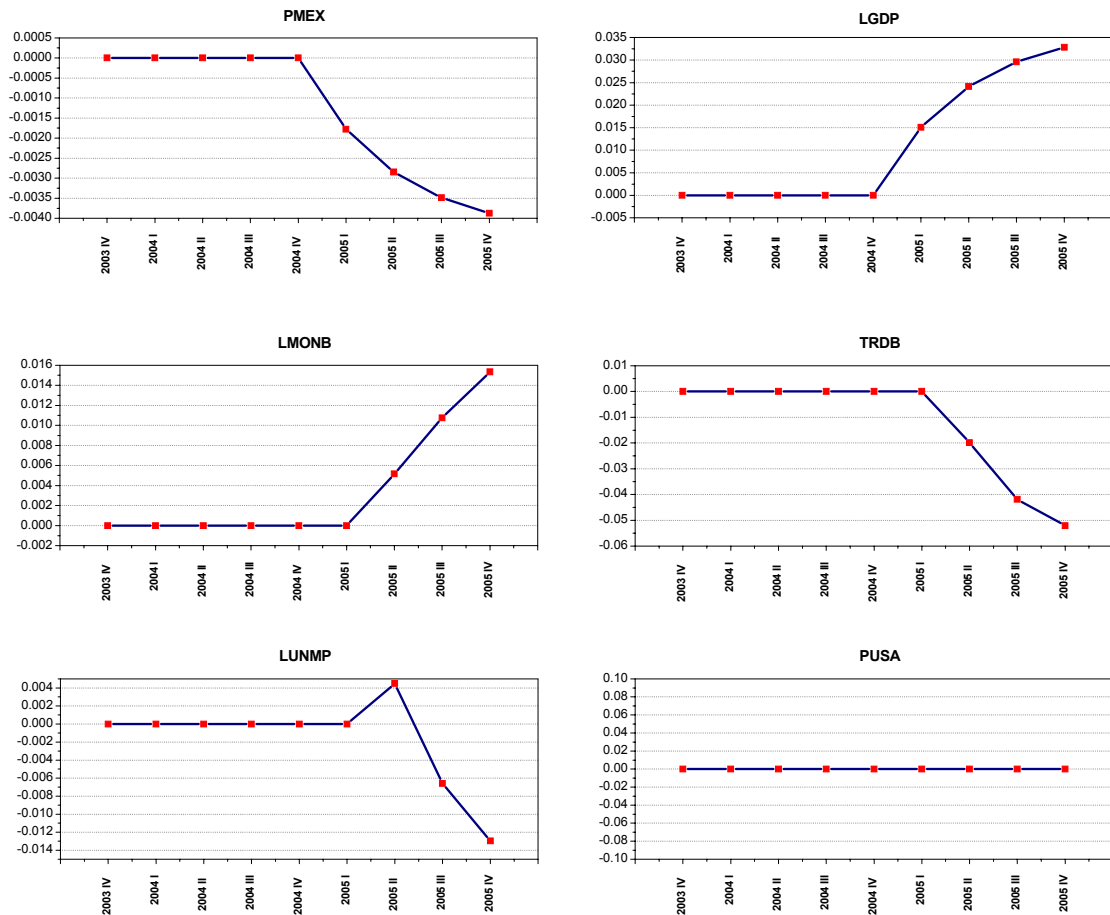 PMEX
0.0005
0.0000
-0.0005
-0.0010
-0.0015
-0.0020
-0.0025
-0.0030
-0.0035
-0.0040
2003 IV
2004 I
2004 II
2004 III
2004 IV
2005 I
2005 II
2005 III
2005 IV
LGDP
0.035
0.030
0.025
0.020
0.015
0.010
0.005
0.000
-0.005
2003 IV
2004 I
2004 II
2004 III
2004 IV
2005 I
2005 II
2005 III
2005 IV
LMONB
0.016
0.014
0.012
0.010
0.008
0.006
0.004
0.002
0.000
-0.002
2003 IV
2004 I
2004 II
2004 III
2004 IV
2005 I
2005 II
2005 III
2005 IV
TRDB
0.01
0.00
-0.01
-0.02
-0.03
-0.04
-0.05
-0.06
2003 IV
2004 I
2004 II
2004 III
2004 IV
2005 I
2005 II
2005 III
2005 IV
LUNMP
0.004
0.002
0.000
-0.002
-0.004
-0.006
-0.008
-0.010
-0.012
-0.014
2003 IV
2004 I
2004 II
2004 III
2004 IV
2005 I
2005 II
2005 III
2005 IV
PUSA
0.10
0.08
0.06
0.04
0.02
0.00
-0.02
-0.04
-0.06
-0.08
-0.10
2003 IV
2004 I
2004 II
2004 III
2004 IV
2005 I
2005 II
2005 III
2005 IV